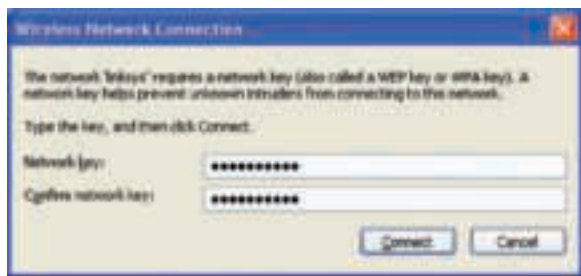 Wireless Network Connection
The network 'linksys' requires a network key (also called a WEP key or WPA key). A
network key helps prevent unknown intruders from connecting to this network.
Type the key, and then click Connect.
Network key: ••••••••••
Confirm network key: ••••••••••
Connect Cancel